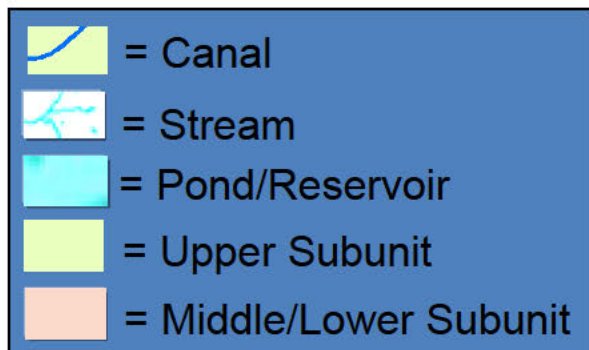 = Canal
= Stream
= Pond/Reservoir
= Upper Subunit
= Middle/Lower Subunit